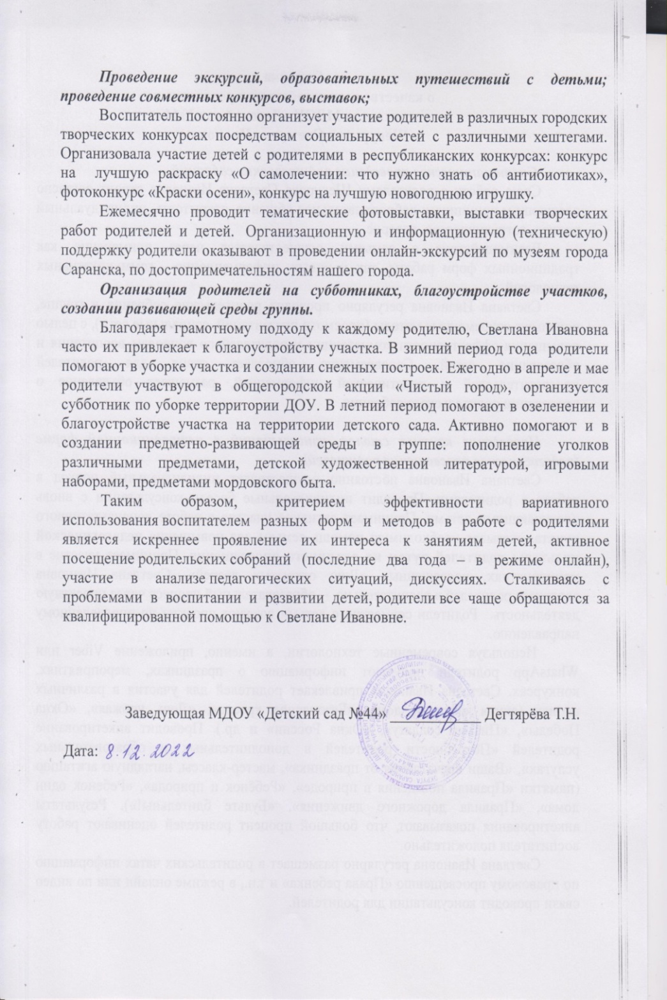 Проведение экскурсий, образовательных путешествий с детьми;
проведение совместных конкурсов, выставок;
Воспитатель постоянно организует участие родителей в различных городских
творческих конкурсах посредствам социальных сетей с различными хештегами.
Организовала участие детей с родителями в республиканских конкурсах: конкурс
на лучшую раскраску «О самолечении: что нужно знать об антибиотиках»,
фотоконкурс «Краски осени», конкурс на лучшую новогоднюю игрушку.
Ежемесячно проводит тематические фотовыставки, выставки творческих
работ родителей и детей. Организационную и информационную (техническую)
поддержку родители оказывают в проведении онлайн-экскурсий по музеям города
Саранска, по достопримечательностям нашего города.
Организация родителей на субботниках, благоустройстве участков,
создании развивающей среды группы.
Благодаря грамотному подходу к каждому родителю, Светлана Ивановна
часто их привлекает к благоустройству участка. В зимний период года родители
помогают в уборке участка и создании снежных построек. Ежегодно в апреле и мае
родители участвуют в общегородской акции «Чистый город», организуется
субботник по уборке территории ДОУ. В летний период помогают в озеленении и
благоустройстве участка на территории детского сада. Активно помогают и в
создании предметно-развивающей среды в группе: пополнение уголков
различными предметами, детской художественной литературой, игровыми
наборами, предметами мордовского быта.
Таким образом, критерием эффективности вариативного
использования воспитателем разных форм и методов в работе с родителями
является искреннее проявление их интереса к занятиям детей, активное
посещение родительских собраний (последние два года – в режиме онлайн),
участие в анализе педагогических ситуаций, дискуссиях. Сталкиваясь с
проблемами в воспитании и развитии детей, родители все чаще обращаются за
квалифицированной помощью к Светлане Ивановне.
Заведующая МДОУ «Детский сад №44» Дегтярёва Т.Н.
Дата: 8.12.2022